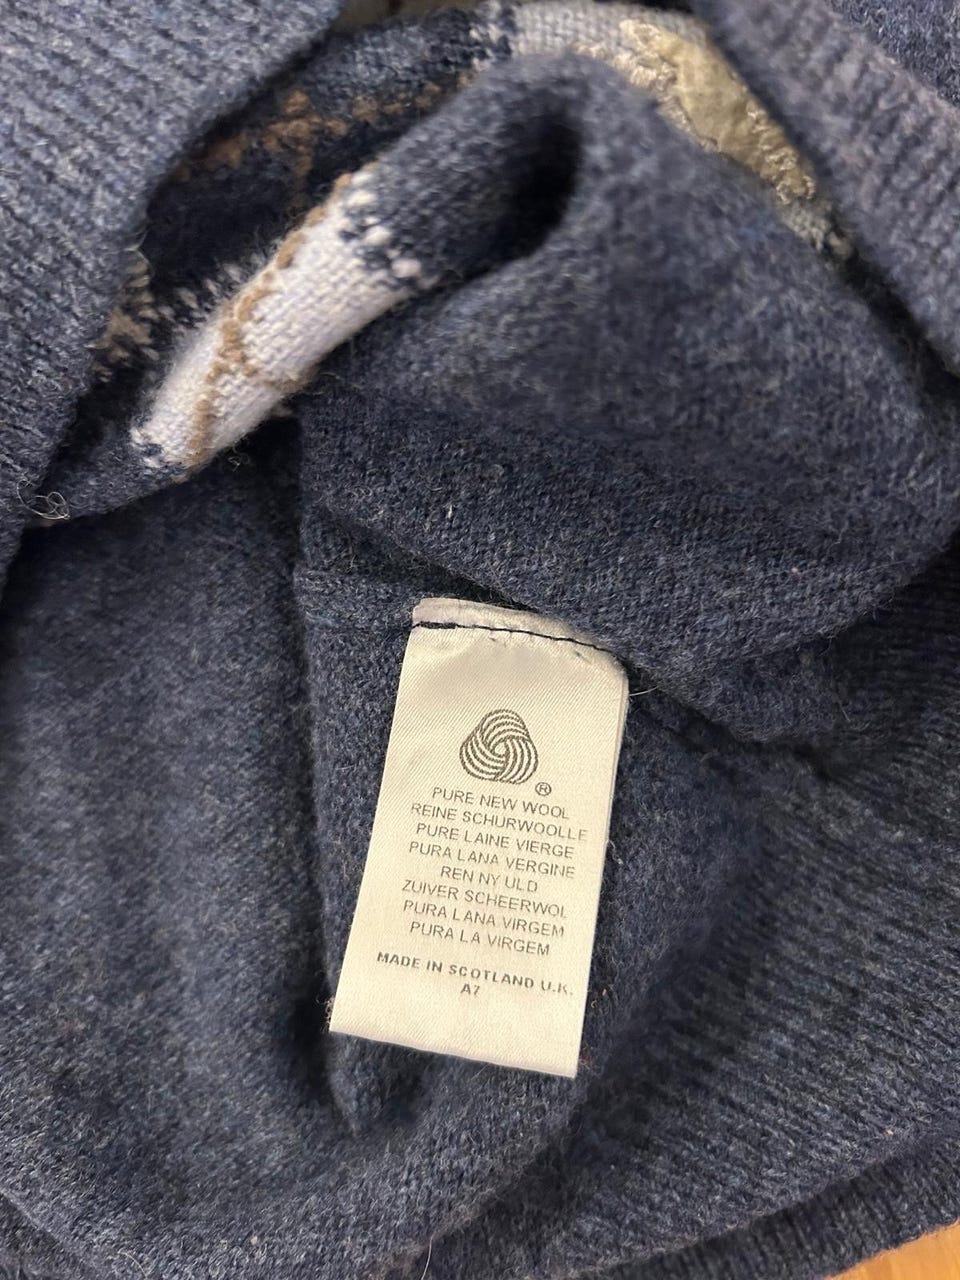 ®
PURE NEW WOOL
REINE SCHURWOOLLE
PURE LAINE VIERGE
PURA LANA VERGINE
REN NY ULD
ZUIVER SCHEERWOL
PURA LANA VIRGEM
PURA LA VIRGEM
MADE IN SCOTLAND U.K.
A7